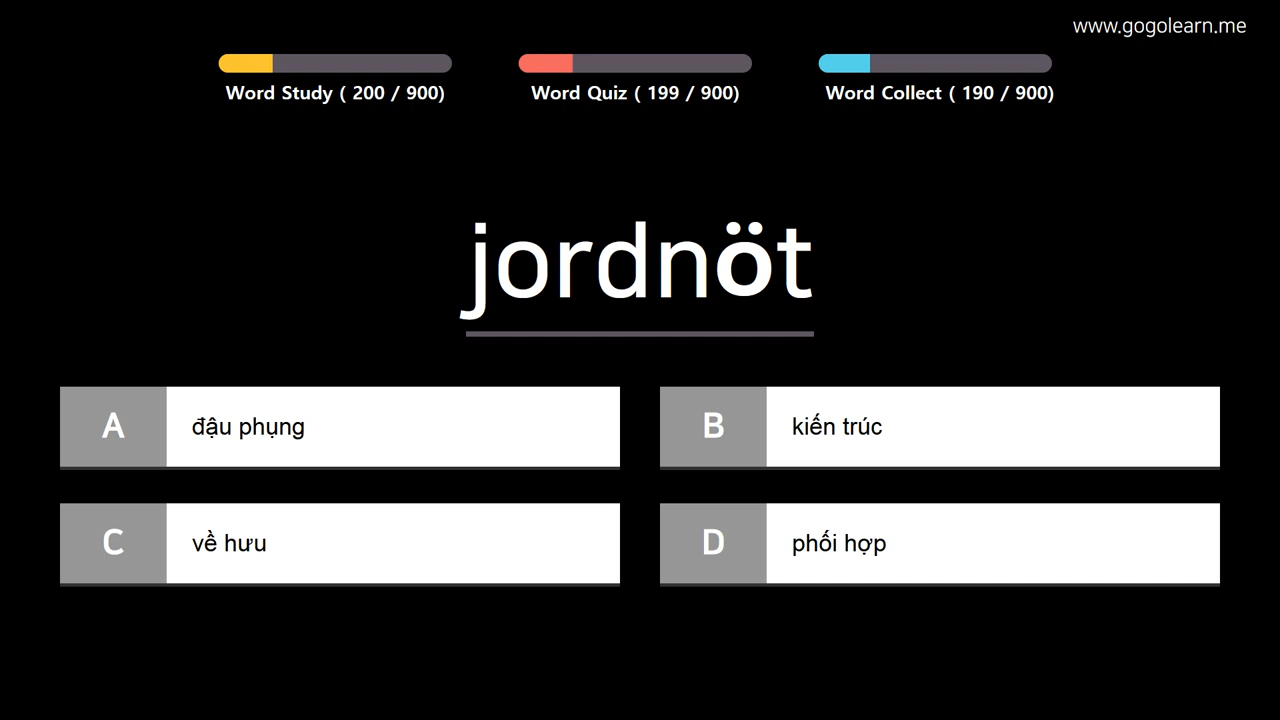 www.gogolearn.me
Word Study ( 200 / 900)
Word Quiz ( 199 / 900)
Word Collect ( 190 / 900)
jordnöt
A đậu phụng
B kiến trúc
C về hưu
D phối hợp